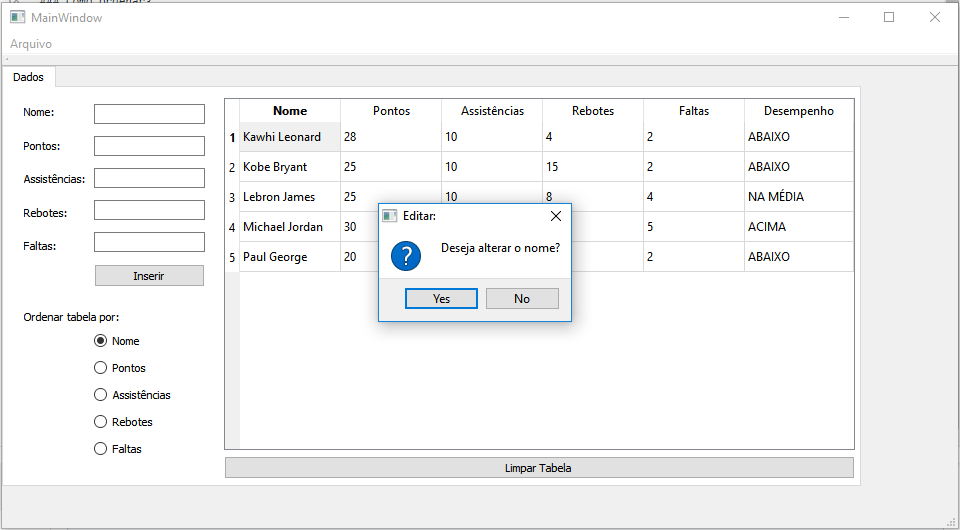 MainWindow
Arquivo
Dados
Nome:
Pontos:
Assistências:
Rebotes:
Faltas:
Inserir
Ordenar tabela por:
Nome
Pontos
Assistências
Rebotes
Faltas
Nome Pontos Assistências Rebotes Faltas Desempenho
1 Kawhi Leonard 28 10 4 2 ABAIXO
2 Kobe Bryant 25 10 15 2 ABAIXO
3 Lebron James 25 10 8 4 NA MÉDIA
4 Michael Jordan 30 5 ACIMA
5 Paul George 20 2 ABAIXO
Editar:
Deseja alterar o nome?
Yes No
Limpar Tabela